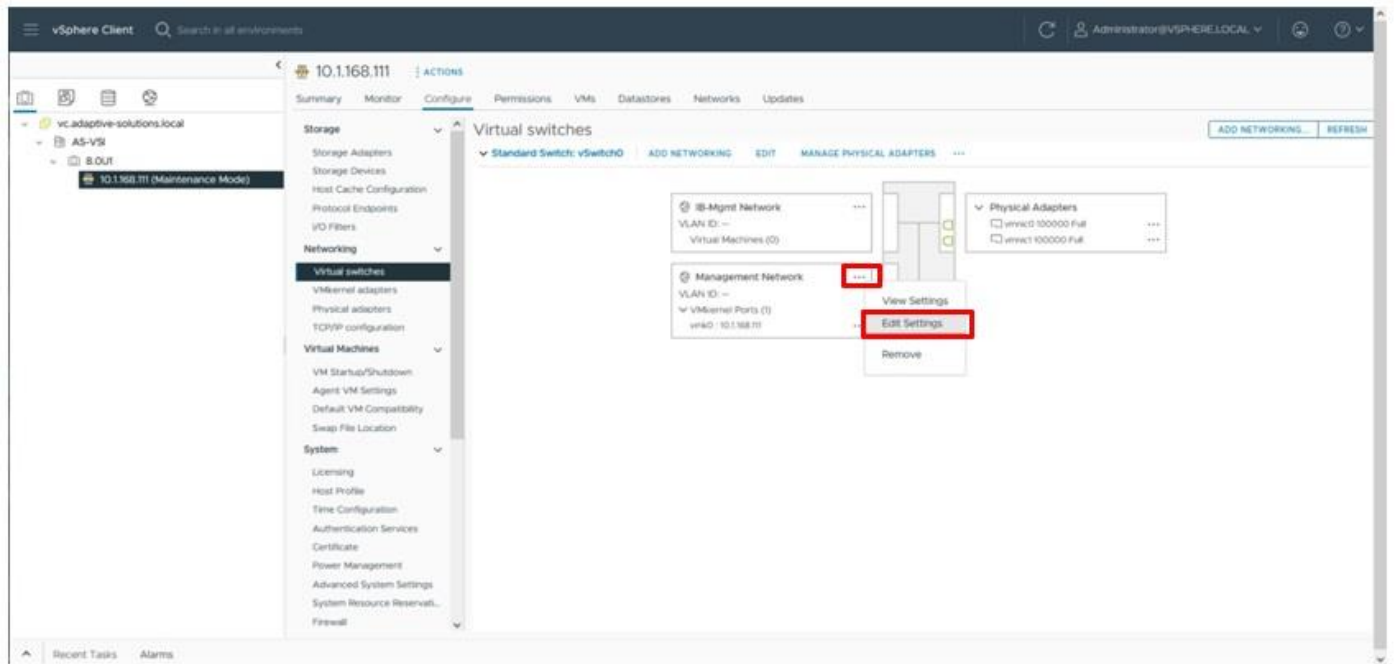 vSphere Client
Search in all environments
Administrator@VSPHERE.LOCAL
10.1.168.111
ACTIONS
Summary Monitor Configure Permissions VMs Datastores Networks Updates
vc.adaptive-solutions.local
AS-VSI
8.0U1
10.1.168.111 (Maintenance Mode)
Storage
Storage Adapters
Storage Devices
Host Cache Configuration
Protocol Endpoints
I/O Filters
Networking
Virtual switches
VMkernel adapters
Physical adapters
TCP/IP configuration
Virtual Machines
VM Startup/Shutdown
Agent VM Settings
Default VM Compatibility
Swap File Location
System
Licensing
Host Profile
Time Configuration
Authentication Services
Certificate
Power Management
Advanced System Settings
System Resource Reservati...
Firewall
Virtual switches
ADD NETWORKING... REFRESH
Standard Switch: vSwitch0 ADD NETWORKING EDIT MANAGE PHYSICAL ADAPTERS ...
IB-Mgmt Network ...
VLAN ID: --
Virtual Machines (0)
Physical Adapters
vmnic0 100000 Full ...
vmnic1 100000 Full ...
Management Network ...
VLAN ID: --
VMkernel Ports (1)
vmk0 : 10.1.168.111
View Settings
Edit Settings
Remove
Recent Tasks Alarms